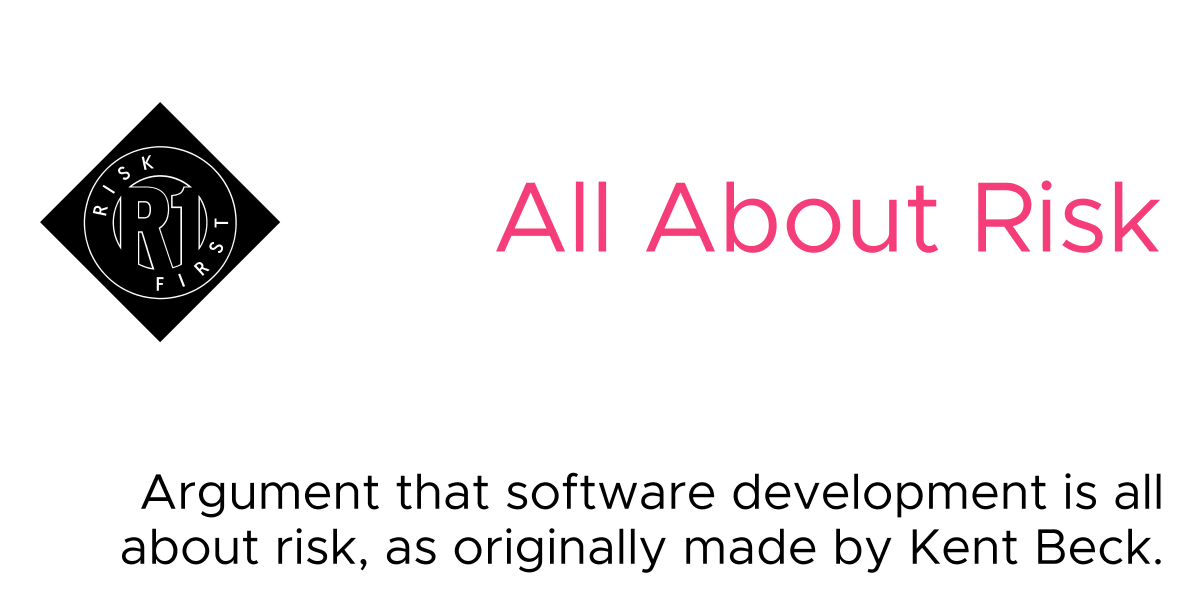 RISK
R1
FIRST
All About Risk
Argument that software development is all
about risk, as originally made by Kent Beck.